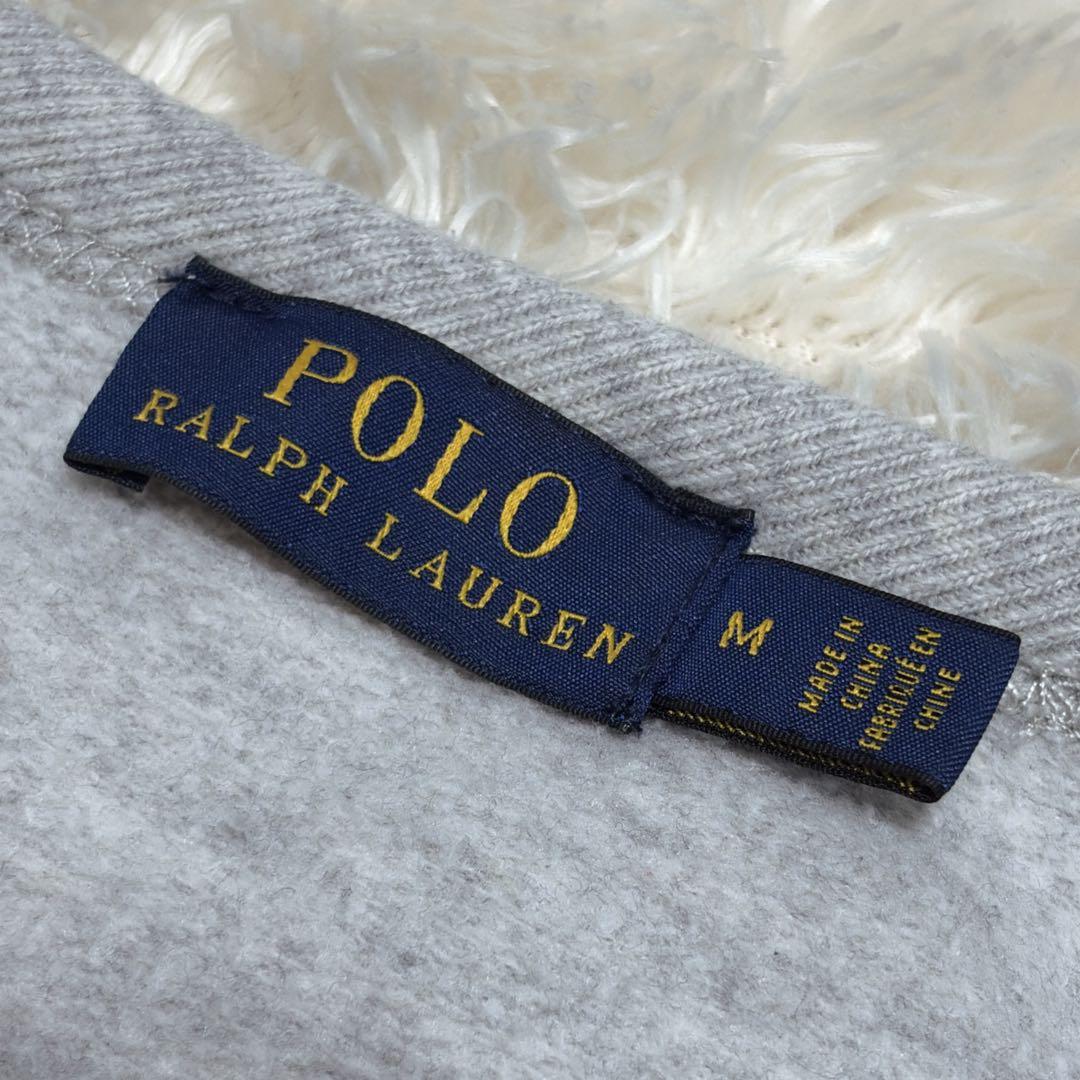 POLO
RALPH LAUREN
M
MADE IN
CHINA
FABRIQUÉ EN
CHINE